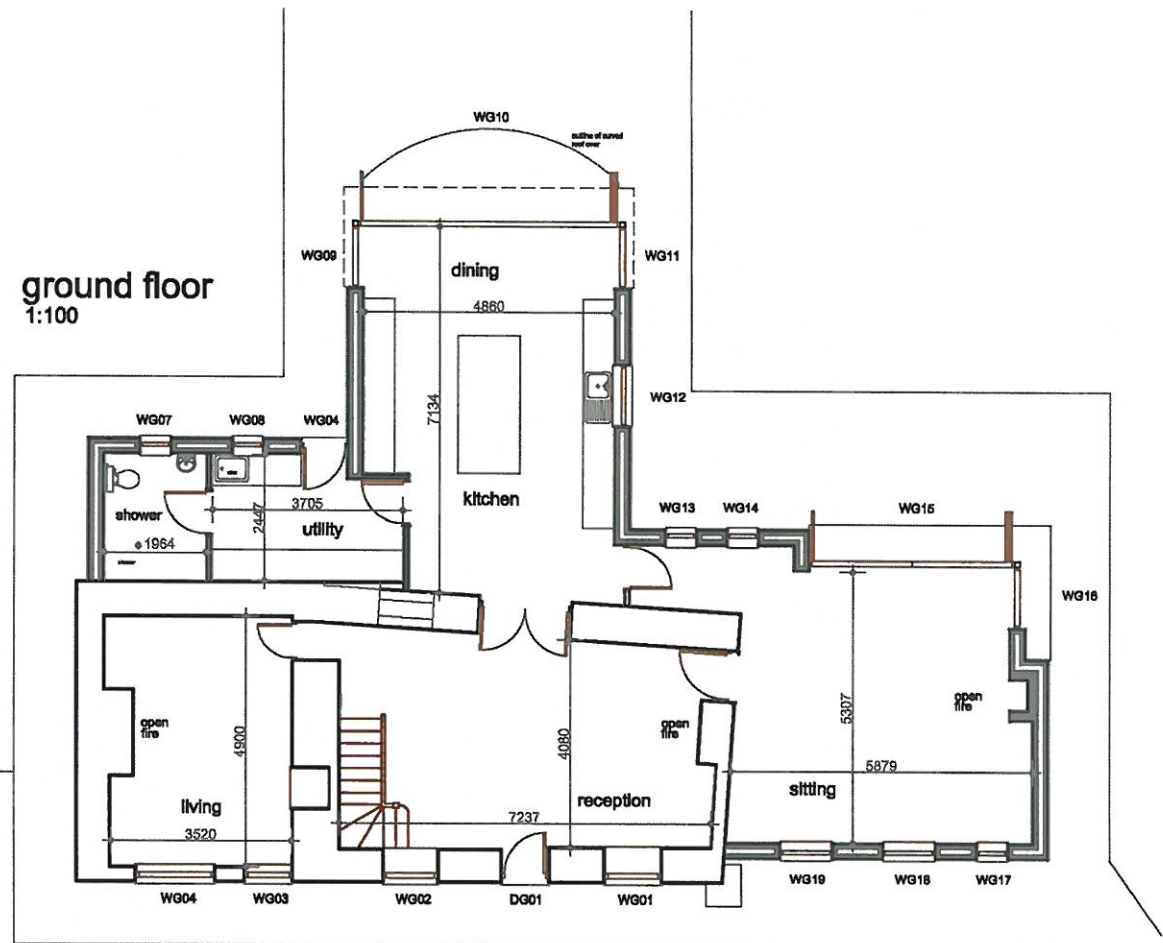 WG10
outline of curved
roof over
WG09
WG11
dining
ground floor
1:100
4860
7134
WG12
WG07
WG08
WG04
kitchen
WG13
WG14
WG15
3705
2447
shower
utility
1964
WG16
open
fire
open
fire
open
fire
4900
4080
5307
5879
living
reception
sitting
3520
7237
WG04
WG03
WG02
DG01
WG01
WG19
WG18
WG17